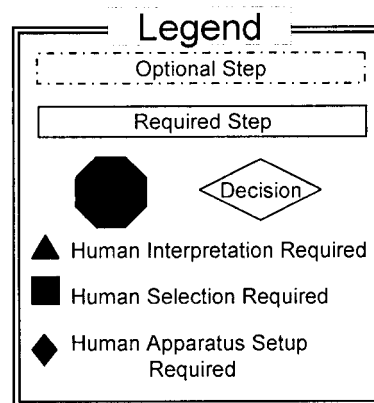 Legend
Optional Step
Required Step
Decision
Human Interpretation Required
Human Selection Required
Human Apparatus Setup
Required